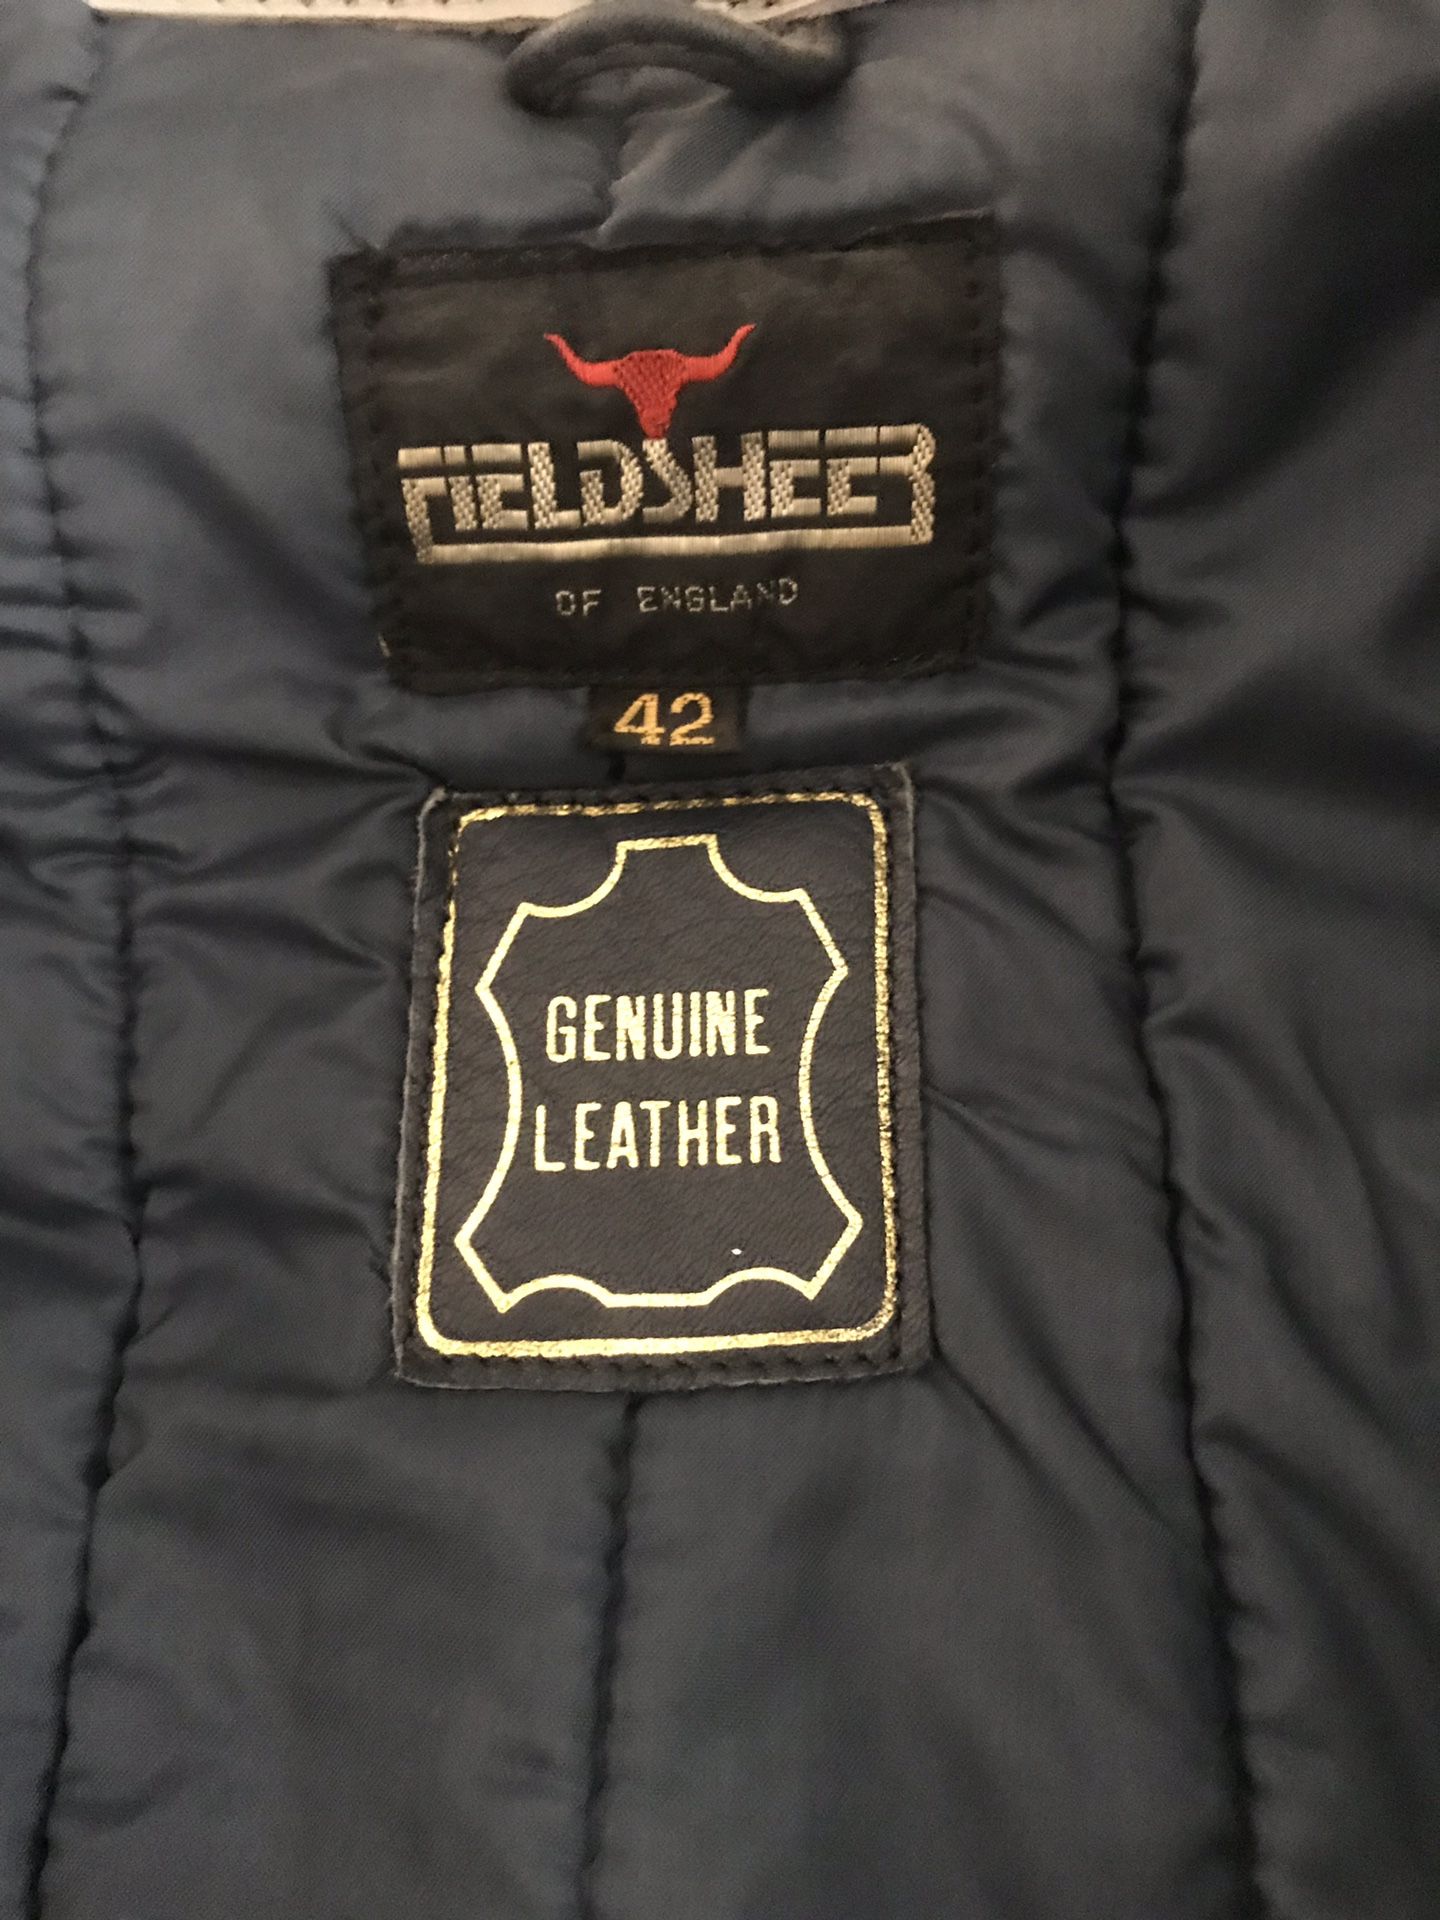 FIELDSHEER
OF ENGLAND
42
GENUINE
LEATHER